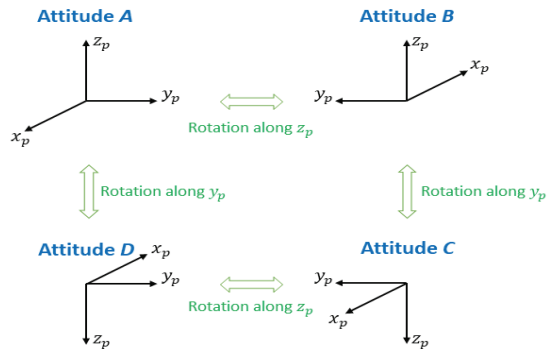 Attitude A
Attitude B
z_p
z_p
x_p
y_p
y_p
x_p
Rotation along z_p
Rotation along y_p
Rotation along y_p
Attitude D
Attitude C
x_p
y_p
y_p
Rotation along z_p
x_p
z_p
z_p